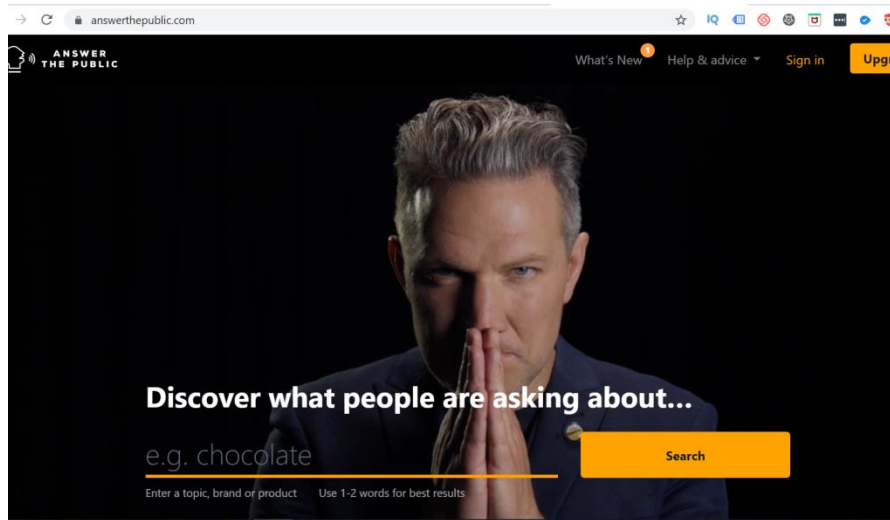 answerthepublic.com
IQ
ANSWER
THE PUBLIC
What's New 1
Help & advice
Sign in
Discover what people are asking about...
e.g. chocolate
Search
Enter a topic, brand or product
Use 1-2 words for best results